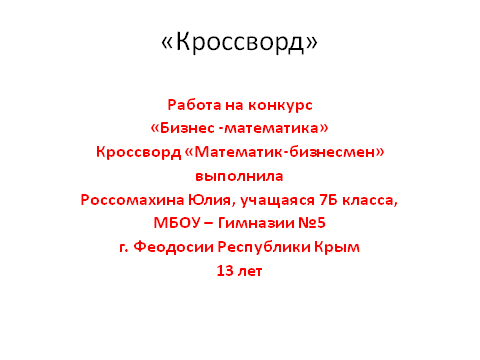 «Кроссворд»
Работа на конкурс
«Бизнес -математика»
Кроссворд «Математик-бизнесмен»
выполнила
Россомахина Юлия, учащаяся 7Б класса,
МБОУ – Гимназии №5
г. Феодосии Республики Крым
13 лет